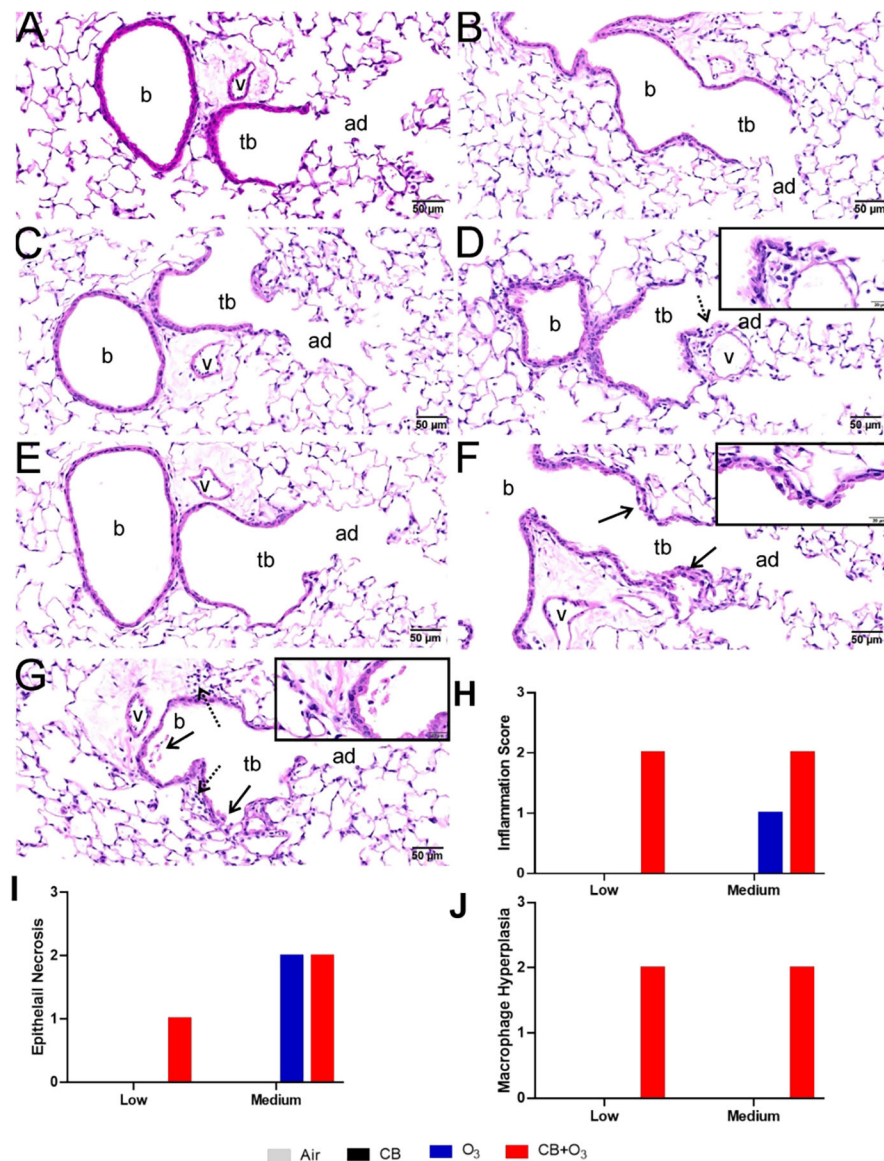 A
b
v
tb
ad
50 µm
B
b
tb
ad
50 µm
C
tb
b
v
ad
50 µm
D
tb
ad
b
v
50 µm
E
v
b
ad
tb
50 µm
F
b
tb
ad
v
50 µm
G
v
b
tb
ad
50 µm
H
Inflammation Score
3
2
1
0
Low Medium
I
Epithelail Necrosis
3
2
1
0
Low Medium
J
Macrophage Hyperplasia
3
2
1
0
Low Medium
Air CB O₃ CB+O₃